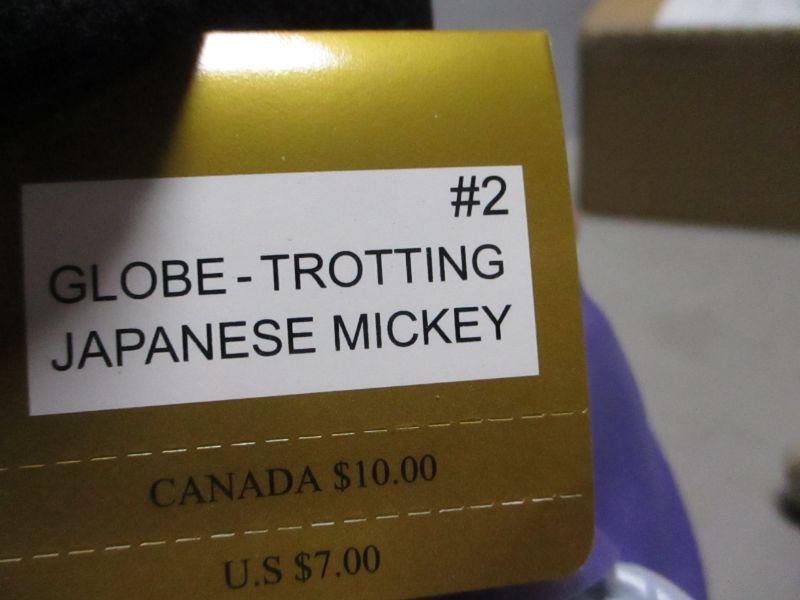 #2
GLOBE - TROTTING
JAPANESE MICKEY
CANADA $10.00
U.S $7.00